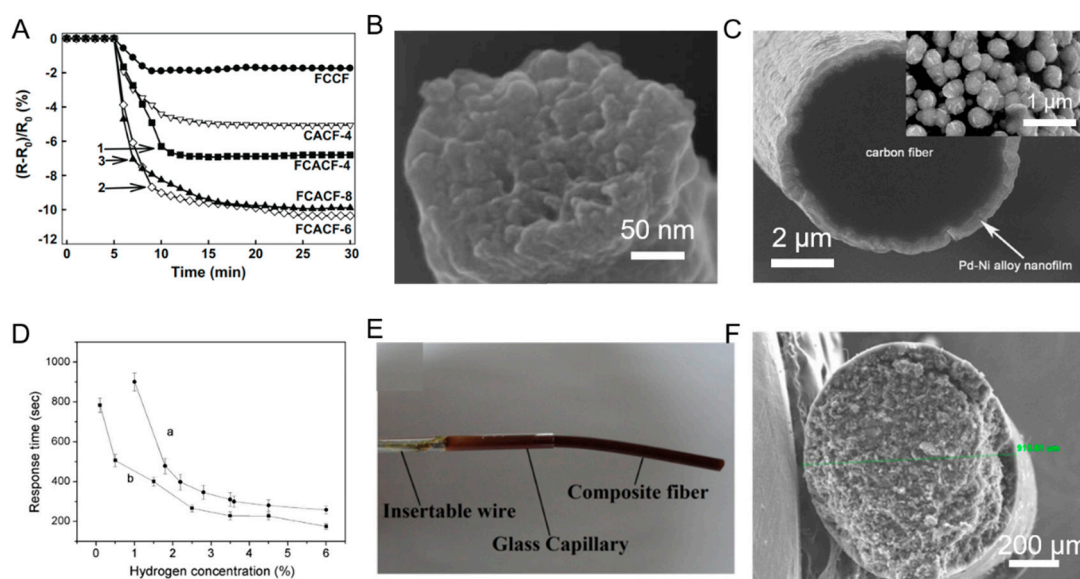 A
(R-R0)/R0 (%)
0
-2
-4
-6
-8
-10
-12
FCCF
CACF-4
1
FCACF-4
3
FCACF-8
2
FCACF-6
0 5 10 15 20 25 30
Time (min)
B
50 nm
C
1 µm
carbon fiber
2 µm
Pd-Ni alloy nanofilm
D
Response time (sec)
1000
800
600
400
200
a
b
0 1 2 3 4 5 6
Hydrogen concentration (%)
E
Insertable wire
Glass Capillary
Composite fiber
F
200 µm